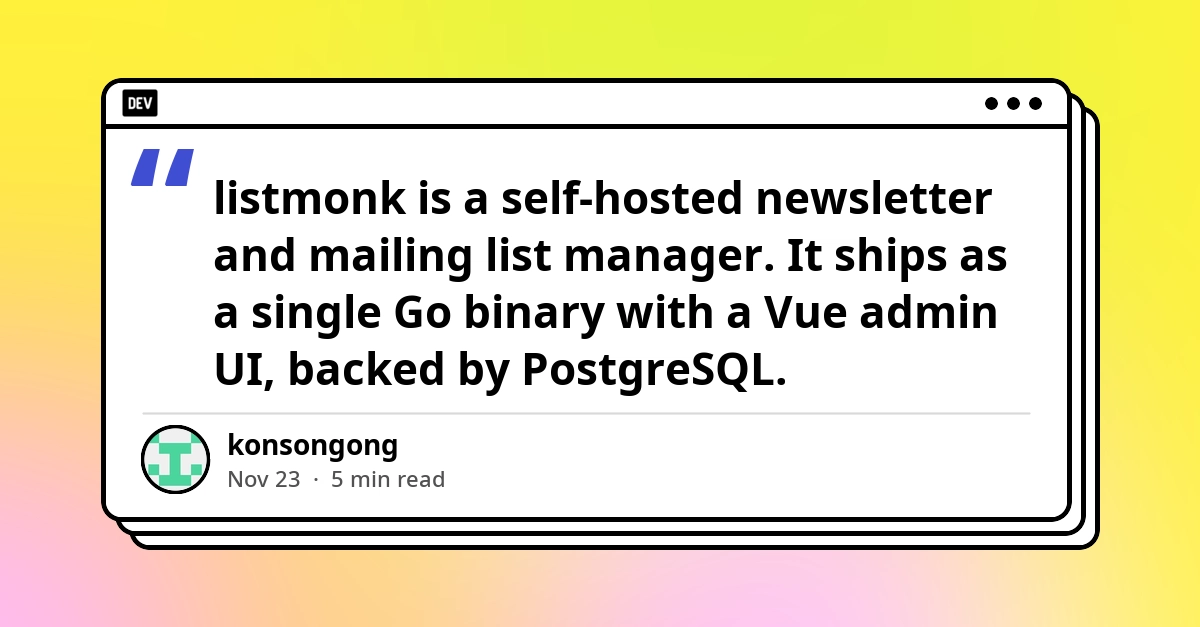 DEV
“
listmonk is a self-hosted newsletter
and mailing list manager. It ships as
a single Go binary with a Vue admin
UI, backed by PostgreSQL.
konsongong
Nov 23 · 5 min read